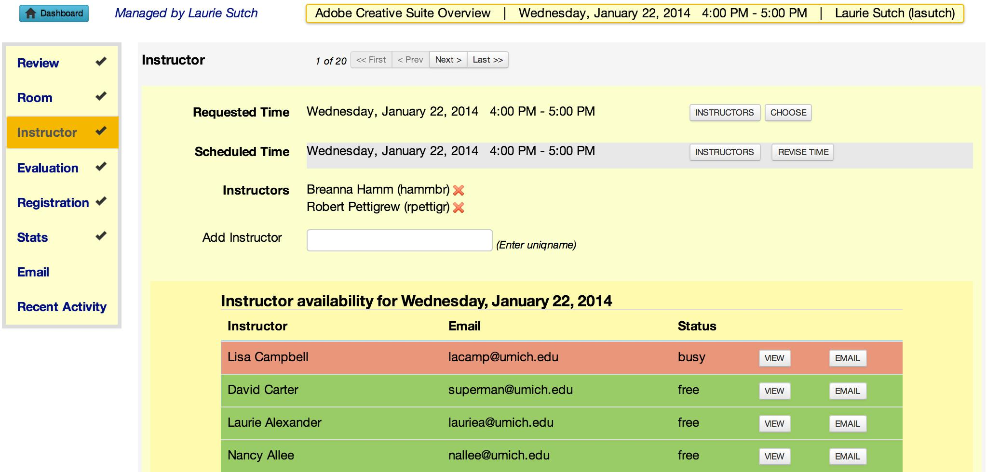 Dashboard Managed by Laurie Sutch Adobe Creative Suite Overview | Wednesday, January 22, 2014 4:00 PM - 5:00 PM | Laurie Sutch (lasutch)
Review
Room
Instructor
Evaluation
Registration
Stats
Email
Recent Activity
Instructor 1 of 20 << First < Prev Next > Last >>
Requested Time Wednesday, January 22, 2014 4:00 PM - 5:00 PM INSTRUCTORS CHOOSE
Scheduled Time Wednesday, January 22, 2014 4:00 PM - 5:00 PM INSTRUCTORS REVISE TIME
Instructors Breanna Hamm (hammbr)
Robert Pettigrew (rpettigr)
Add Instructor (Enter uniqname)
Instructor availability for Wednesday, January 22, 2014
Instructor Email Status
Lisa Campbell lacamp@umich.edu busy VIEW EMAIL
David Carter superman@umich.edu free VIEW EMAIL
Laurie Alexander lauriea@umich.edu free VIEW EMAIL
Nancy Allee nallee@umich.edu free VIEW EMAIL